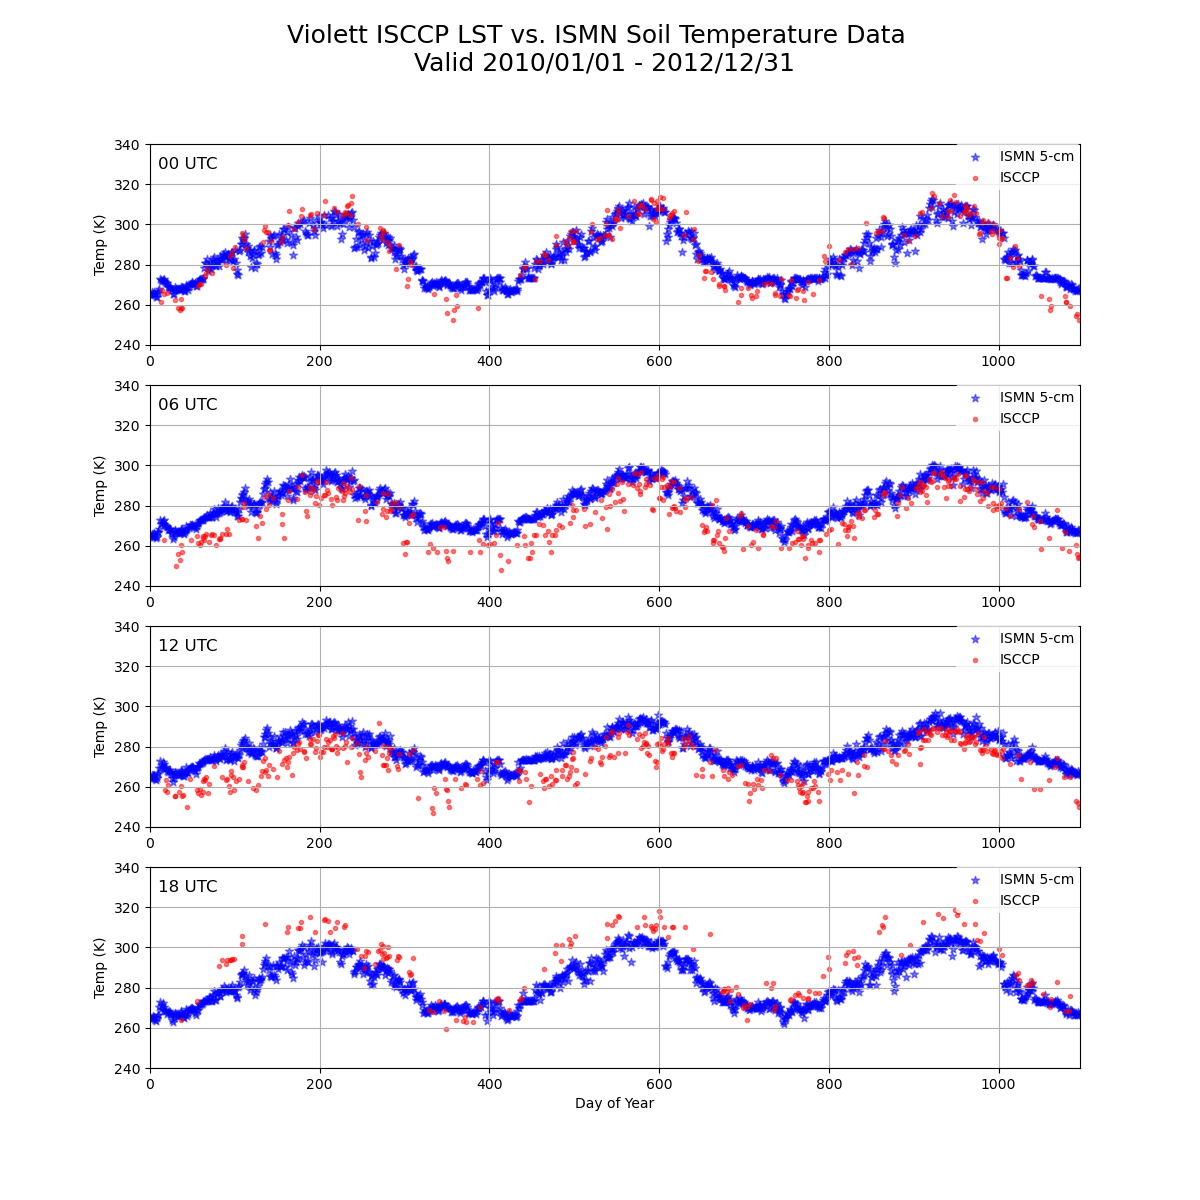 Violett ISCCP LST vs. ISMN Soil Temperature Data
Valid 2010/01/01 - 2012/12/31
340
320
300
280
260
240
Temp (K)
00 UTC
ISMN 5-cm
ISCCP
0 200 400 600 800 1000
340
320
300
280
260
240
Temp (K)
06 UTC
ISMN 5-cm
ISCCP
0 200 400 600 800 1000
340
320
300
280
260
240
Temp (K)
12 UTC
ISMN 5-cm
ISCCP
0 200 400 600 800 1000
340
320
300
280
260
240
Temp (K)
18 UTC
ISMN 5-cm
ISCCP
0 200 400 600 800 1000
Day of Year